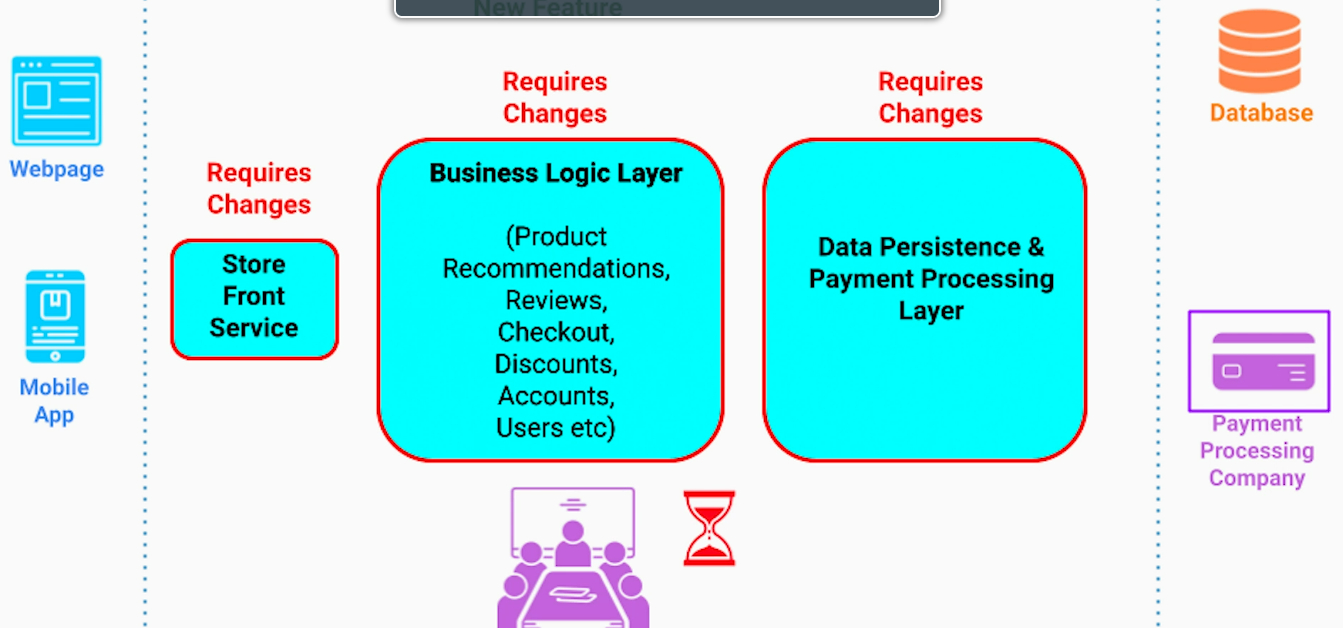 New Feature
Requires
Changes
Requires
Changes
Database
Webpage
Requires
Changes
Business Logic Layer
(Product
Recommendations,
Reviews,
Checkout,
Discounts,
Accounts,
Users etc)
Data Persistence &
Payment Processing
Layer
Store
Front
Service
Mobile
App
Payment
Processing
Company